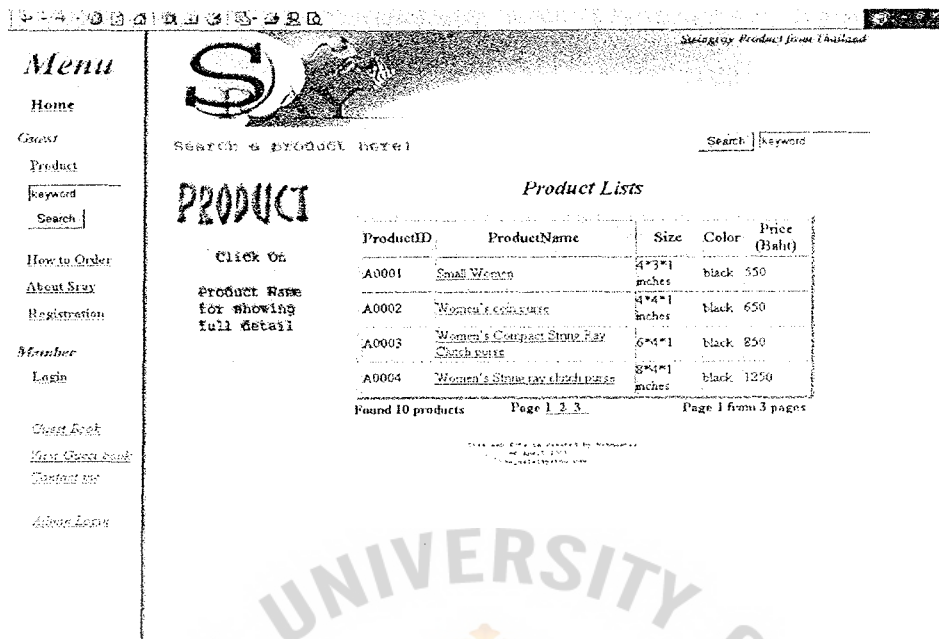 Stingray Product from Thailand
Menu
Home
Guest
Product
keyword
Search
How to Order
About Sray
Registration
Member
Login
Guest Book
View Guest book
Contact us
Admin Login
Search a product here!
Search
keyword
PRODUCT
Click On
Product Name
for showing
full detail
Product Lists
ProductID ProductName Size Color Price (Baht)
A0001 Small Women 4*3*1 inches black 550
A0002 Women's coin purse 4*4*1 inches black 650
A0003 Women's Compact Sting Ray Clutch purse 6*4*1 black 850
A0004 Women's Sting ray clutch purse 8*4*1 inches black 1250
Found 10 products Page 1 2 3 Page 1 from 3 pages
UNIVERSITY